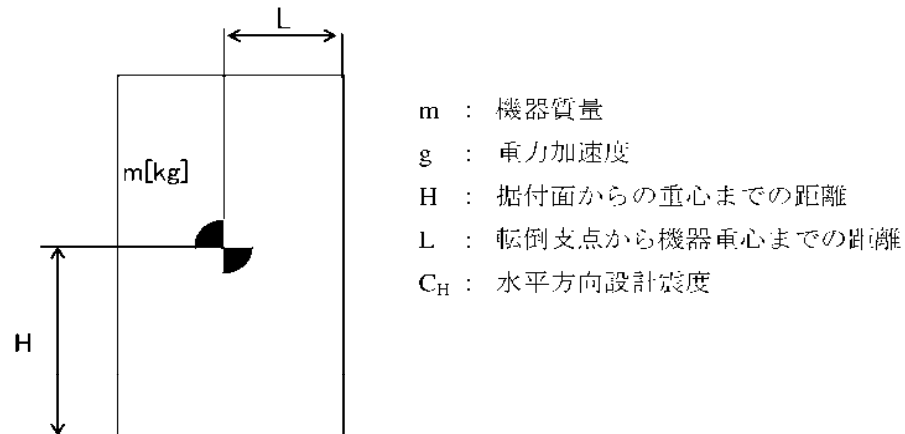 L
m[kg]
H
m : 機器質量
g : 重力加速度
H : 据付面からの重心までの距離
L : 転倒支点から機器重心までの距離
C_H : 水平方向設計震度